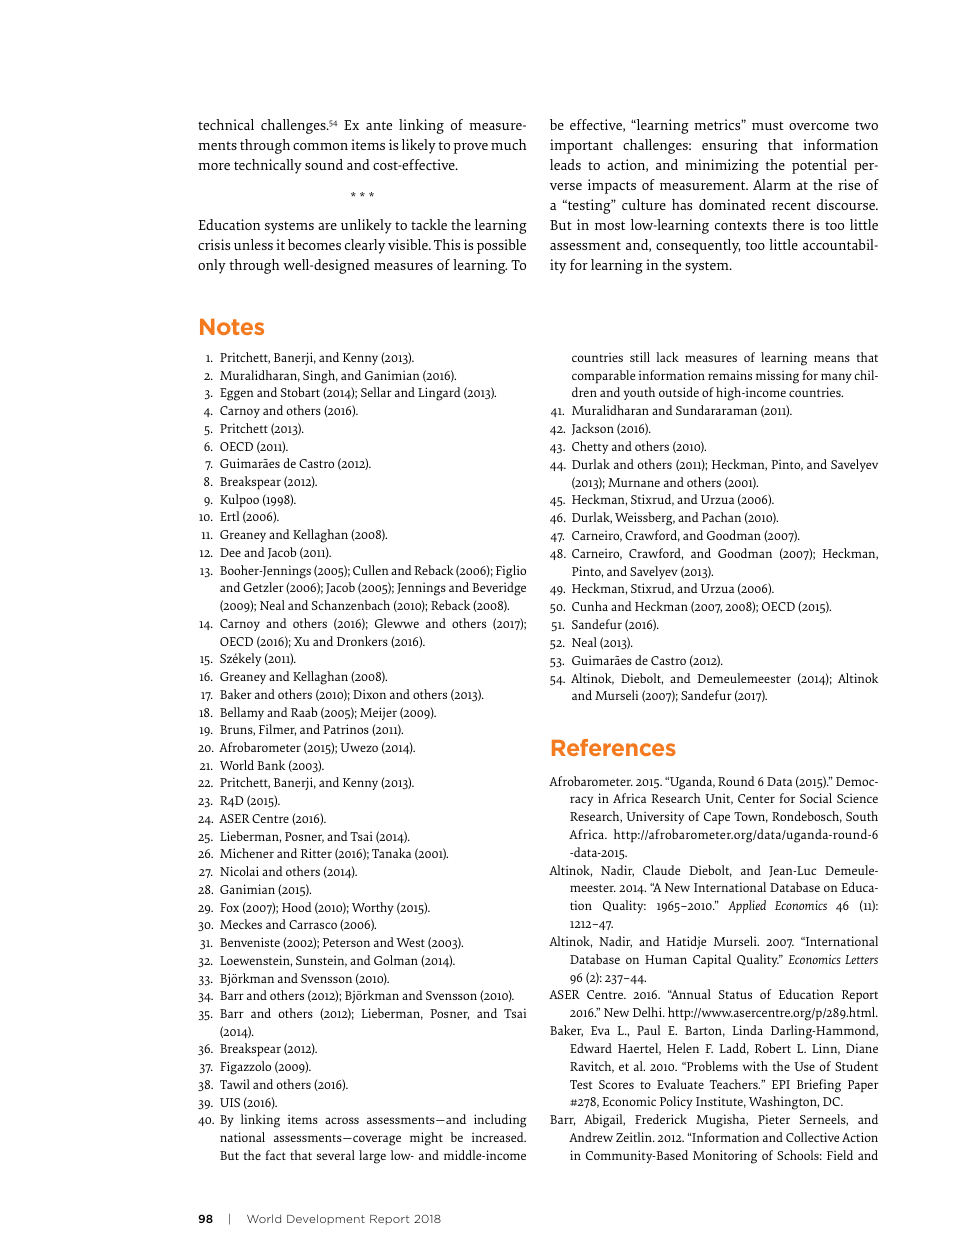 technical challenges.54 Ex ante linking of measure-
ments through common items is likely to prove much
more technically sound and cost-effective.
* * *
Education systems are unlikely to tackle the learning
crisis unless it becomes clearly visible. This is possible
only through well-designed measures of learning. To
be effective, “learning metrics” must overcome two
important challenges: ensuring that information
leads to action, and minimizing the potential per-
verse impacts of measurement. Alarm at the rise of
a “testing” culture has dominated recent discourse.
But in most low-learning contexts there is too little
assessment and, consequently, too little accountabil-
ity for learning in the system.
Notes
1. Pritchett, Banerji, and Kenny (2013).
2. Muralidharan, Singh, and Ganimian (2016).
3. Eggen and Stobart (2014); Sellar and Lingard (2013).
4. Carnoy and others (2016).
5. Pritchett (2013).
6. OECD (2011).
7. Guimarães de Castro (2012).
8. Breakspear (2012).
9. Kulpoo (1998).
10. Ertl (2006).
11. Greaney and Kellaghan (2008).
12. Dee and Jacob (2011).
13. Booher-Jennings (2005); Cullen and Reback (2006); Figlio
and Getzler (2006); Jacob (2005); Jennings and Beveridge
(2009); Neal and Schanzenbach (2010); Reback (2008).
14. Carnoy and others (2016); Glewwe and others (2017);
OECD (2016); Xu and Dronkers (2016).
15. Székely (2011).
16. Greaney and Kellaghan (2008).
17. Baker and others (2010); Dixon and others (2013).
18. Bellamy and Raab (2005); Meijer (2009).
19. Bruns, Filmer, and Patrinos (2011).
20. Afrobarometer (2015); Uwezo (2014).
21. World Bank (2003).
22. Pritchett, Banerji, and Kenny (2013).
23. R4D (2015).
24. ASER Centre (2016).
25. Lieberman, Posner, and Tsai (2014).
26. Michener and Ritter (2016); Tanaka (2001).
27. Nicolai and others (2014).
28. Ganimian (2015).
29. Fox (2007); Hood (2010); Worthy (2015).
30. Meckes and Carrasco (2006).
31. Benveniste (2002); Peterson and West (2003).
32. Loewenstein, Sunstein, and Golman (2014).
33. Björkman and Svensson (2010).
34. Barr and others (2012); Björkman and Svensson (2010).
35. Barr and others (2012); Lieberman, Posner, and Tsai
(2014).
36. Breakspear (2012).
37. Figazzolo (2009).
38. Tawil and others (2016).
39. UIS (2016).
40. By linking items across assessments—and including
national assessments—coverage might be increased.
But the fact that several large low- and middle-income
countries still lack measures of learning means that
comparable information remains missing for many chil-
dren and youth outside of high-income countries.
41. Muralidharan and Sundararaman (2011).
42. Jackson (2016).
43. Chetty and others (2010).
44. Durlak and others (2011); Heckman, Pinto, and Savelyev
(2013); Murnane and others (2001).
45. Heckman, Stixrud, and Urzua (2006).
46. Durlak, Weissberg, and Pachan (2010).
47. Carneiro, Crawford, and Goodman (2007).
48. Carneiro, Crawford, and Goodman (2007); Heckman,
Pinto, and Savelyev (2013).
49. Heckman, Stixrud, and Urzua (2006).
50. Cunha and Heckman (2007, 2008); OECD (2015).
51. Sandefur (2016).
52. Neal (2013).
53. Guimarães de Castro (2012).
54. Altinok, Diebolt, and Demeulemeester (2014); Altinok
and Murseli (2007); Sandefur (2017).
References
Afrobarometer. 2015. “Uganda, Round 6 Data (2015).” Democ-
racy in Africa Research Unit, Center for Social Science
Research, University of Cape Town, Rondebosch, South
Africa. http://afrobarometer.org/data/uganda-round-6
-data-2015.
Altinok, Nadir, Claude Diebolt, and Jean-Luc Demeule-
meester. 2014. “A New International Database on Educa-
tion Quality: 1965–2010.” Applied Economics 46 (11):
1212–47.
Altinok, Nadir, and Hatidje Murseli. 2007. “International
Database on Human Capital Quality.” Economics Letters
96 (2): 237–44.
ASER Centre. 2016. “Annual Status of Education Report
2016.” New Delhi. http://www.asercentre.org/p/289.html.
Baker, Eva L., Paul E. Barton, Linda Darling-Hammond,
Edward Haertel, Helen F. Ladd, Robert L. Linn, Diane
Ravitch, et al. 2010. “Problems with the Use of Student
Test Scores to Evaluate Teachers.” EPI Briefing Paper
#278, Economic Policy Institute, Washington, DC.
Barr, Abigail, Frederick Mugisha, Pieter Serneels, and
Andrew Zeitlin. 2012. “Information and Collective Action
in Community-Based Monitoring of Schools: Field and
98 | World Development Report 2018